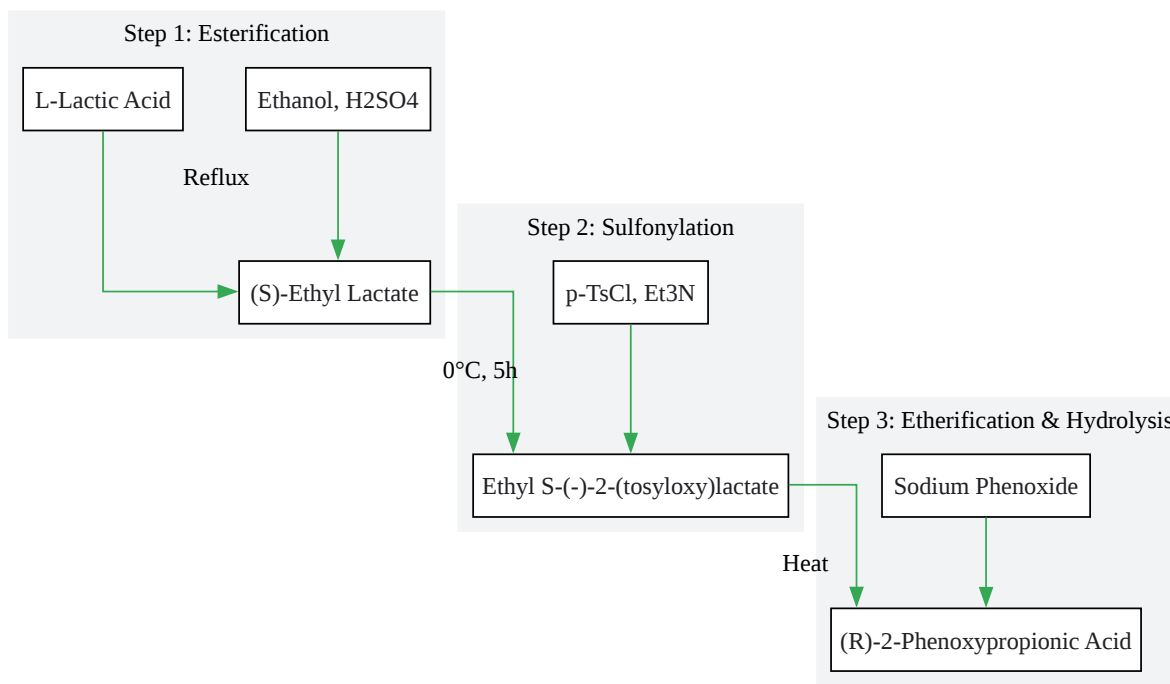 Step 1: Esterification
L-Lactic Acid
Ethanol, H2SO4
Reflux
(S)-Ethyl Lactate
Step 2: Sulfonylation
p-TsCl, Et3N
0°C, 5h
Ethyl S-(-)-2-(tosyloxy)lactate
Step 3: Etherification & Hydrolysis
Sodium Phenoxide
Heat
(R)-2-Phenoxypropionic Acid